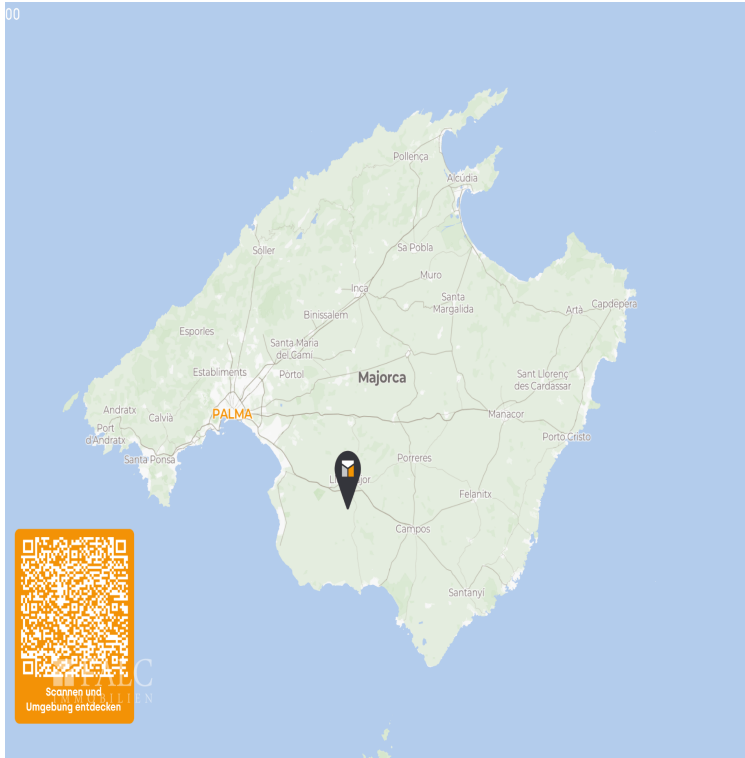 00
Pollença
Alcúdia
Sóller
Sa Pobla
Muro
Inca
Santa
Margalida
Artà
Capdepera
Binissalem
Esporles
Santa Maria
del Camí
Establiments
Portol
Majorca
Sant Llorenç
des Cardassar
Andratx
Calvià
PALMA
Manacor
Port
d'Andratx
Porto Cristo
Santa Ponsa
Porreres
Felanitx
Campos
Santanyí
FALC
IMMOBILIEN
Scannen und
Umgebung entdecken